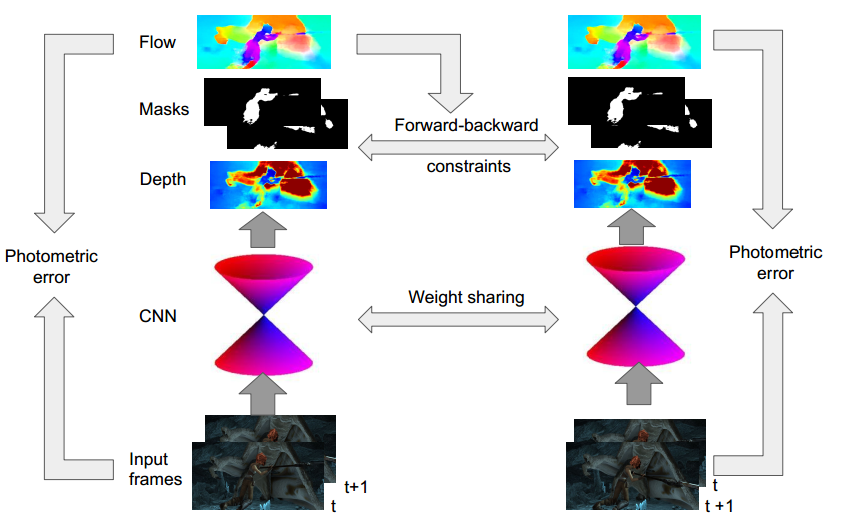 Flow
Masks
Forward-backward
constraints
Depth
Photometric
error
Photometric
error
Weight sharing
CNN
Input
frames
t+1
t
t
t +1